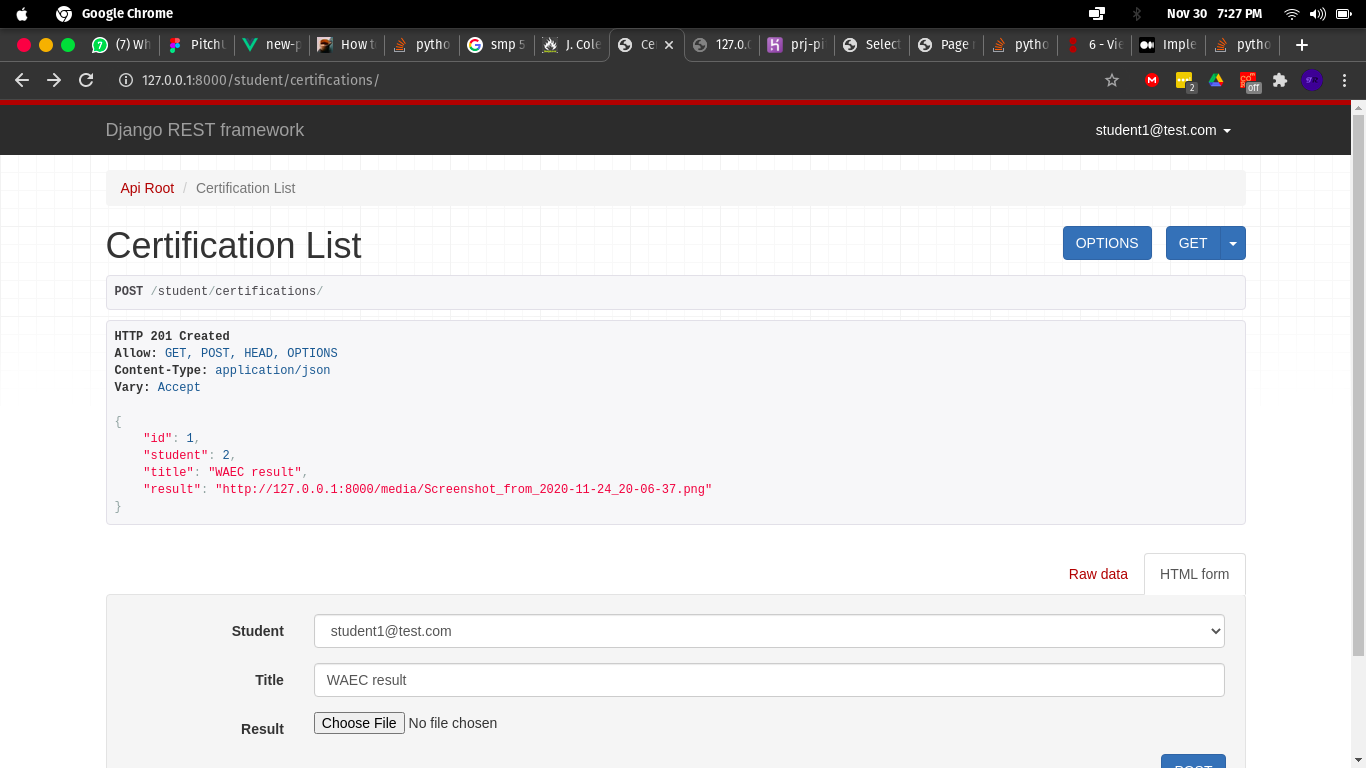 Google Chrome
Nov 30 7:27 PM
(7) Wh
PitchU
new-p
How to
pytho
smp 5
J. Cole
Ce
127.0.0
prj-pi
Select
Page n
pytho
6 - Vie
Imple
pytho
127.0.0.1:8000/student/certifications/
2
off
Django REST framework
student1@test.com
Api Root / Certification List
Certification List
OPTIONS
GET
POST /student/certifications/
HTTP 201 Created
Allow: GET, POST, HEAD, OPTIONS
Content-Type: application/json
Vary: Accept
{
"id": 1,
"student": 2,
"title": "WAEC result",
"result": "http://127.0.0.1:8000/media/Screenshot_from_2020-11-24_20-06-37.png"
}
Raw data
HTML form
Student
student1@test.com
Title
WAEC result
Result
Choose File No file chosen
POST